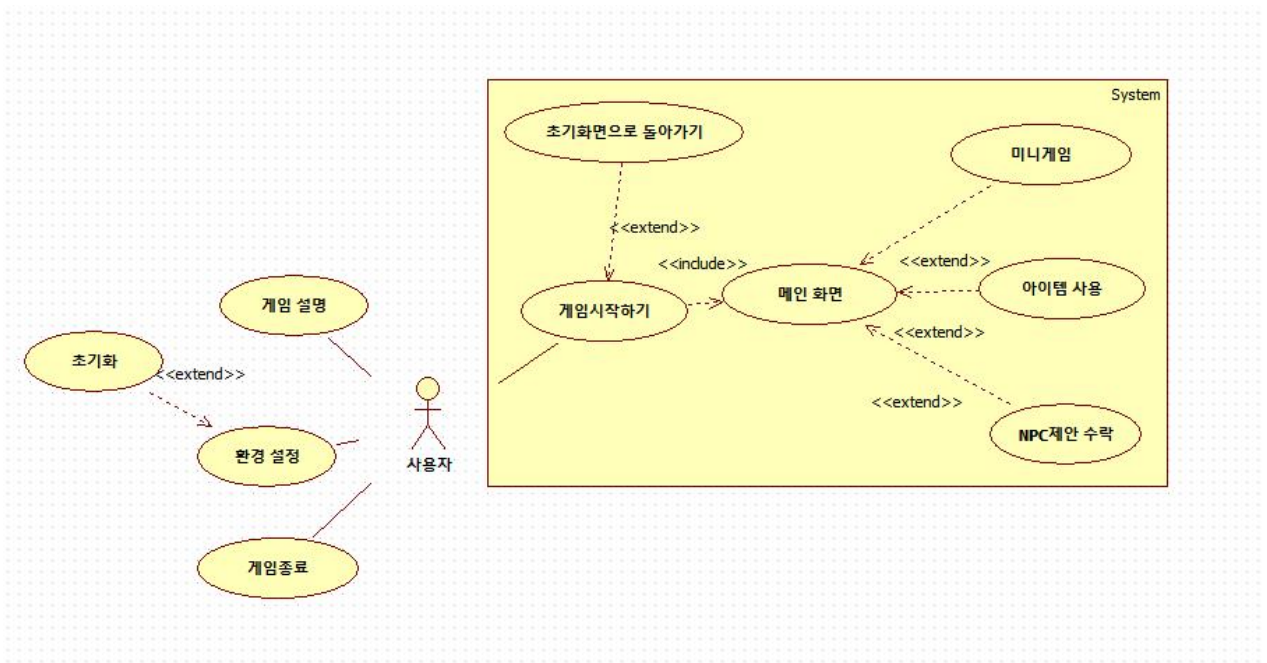 System
초기화면으로 돌아가기
미니게임
<<extend>>
<<include>>
<<extend>>
게임 설명
게임시작하기
메인 화면
아이템 사용
<<extend>>
초기화
<<extend>>
<<extend>>
NPC제안 수락
환경 설정
사용자
게임종료